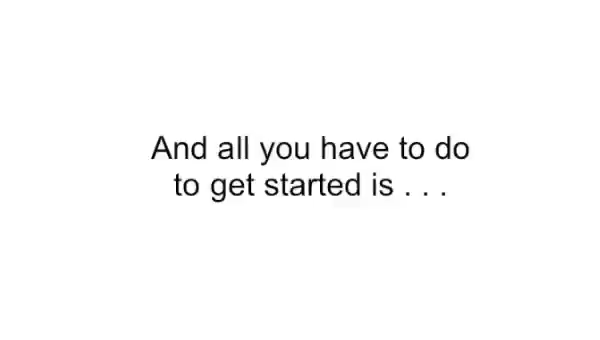 And all you have to do
to get started is . . .